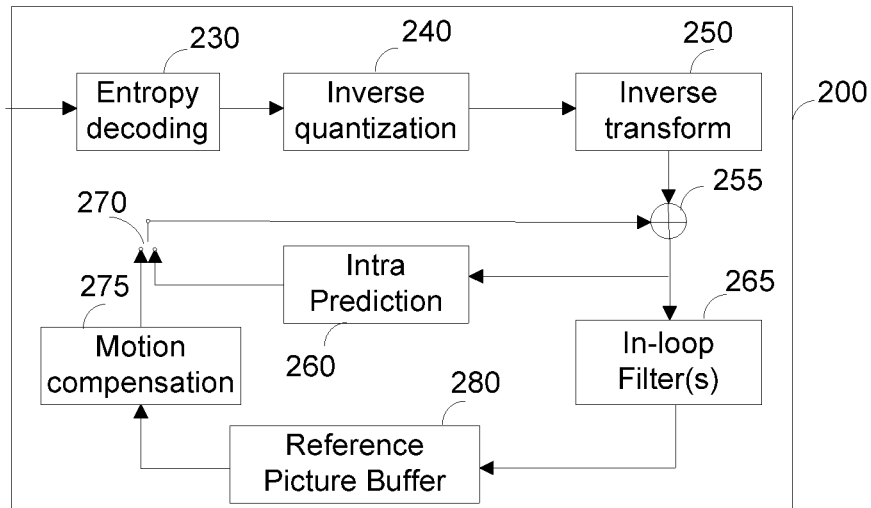 230
240
250
200
Entropy
decoding
Inverse
quantization
Inverse
transform
255
270
Intra
Prediction
275
265
260
Motion
compensation
In-loop
Filter(s)
280
Reference
Picture Buffer